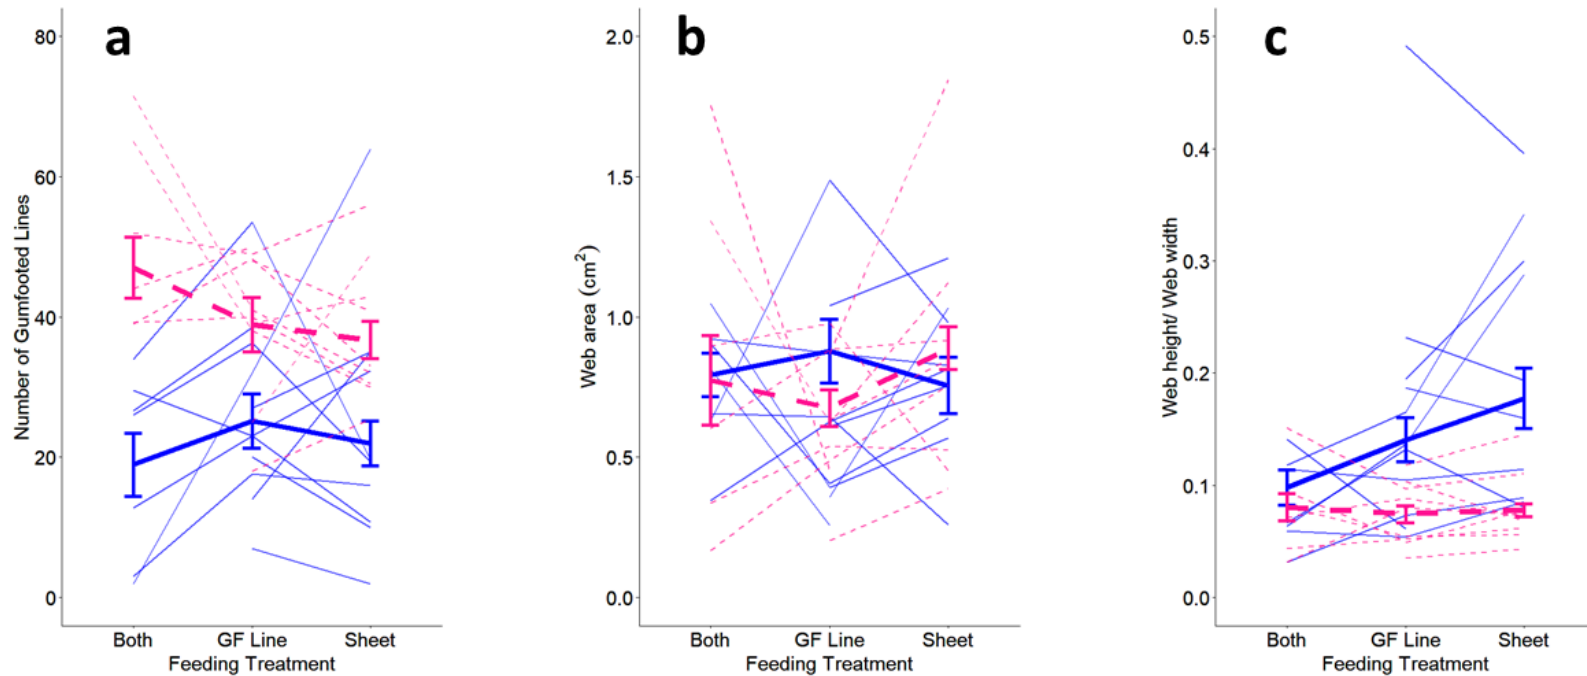 a
Number of Gumfooted Lines
80
60
40
20
0
Both GF Line Sheet
Feeding Treatment
b
Web area (cm²)
2.0
1.5
1.0
0.5
0.0
Both GF Line Sheet
Feeding Treatment
c
Web height/ Web width
0.5
0.4
0.3
0.2
0.1
0.0
Both GF Line Sheet
Feeding Treatment